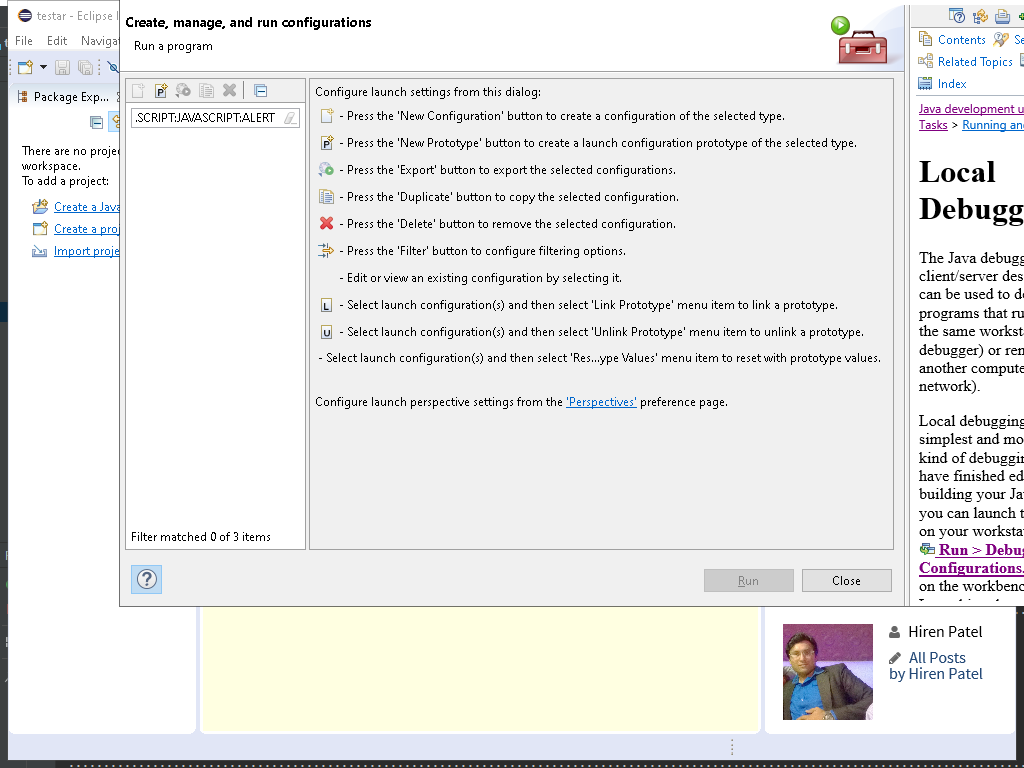 testar - Eclipse I
File Edit Navigat
Package Exp...
There are no proje
workspace.
To add a project:
Create a Java
Create a proj
Import proje
Create, manage, and run configurations
Run a program
.SCRIPT:JAVASCRIPT:ALERT
Filter matched 0 of 3 items
Configure launch settings from this dialog:
- Press the 'New Configuration' button to create a configuration of the selected type.
- Press the 'New Prototype' button to create a launch configuration prototype of the selected type.
- Press the 'Export' button to export the selected configurations.
- Press the 'Duplicate' button to copy the selected configuration.
- Press the 'Delete' button to remove the selected configuration.
- Press the 'Filter' button to configure filtering options.
- Edit or view an existing configuration by selecting it.
- Select launch configuration(s) and then select 'Link Prototype' menu item to link a prototype.
- Select launch configuration(s) and then select 'Unlink Prototype' menu item to unlink a prototype.
- Select launch configuration(s) and then select 'Res...ype Values' menu item to reset with prototype values.
Configure launch perspective settings from the 'Perspectives' preference page.
Run
Close
Contents Se
Related Topics
Index
Java development u
Tasks > Running and
Local
Debugg
The Java debugg
client/server des
can be used to de
programs that ru
the same worksta
debugger) or rem
another compute
network).
Local debugging
simplest and mo
kind of debuggin
have finished ed
building your Ja
you can launch t
on your worksta
Run > Debug
Configurations.
on the workbenc
Hiren Patel
All Posts
by Hiren Patel